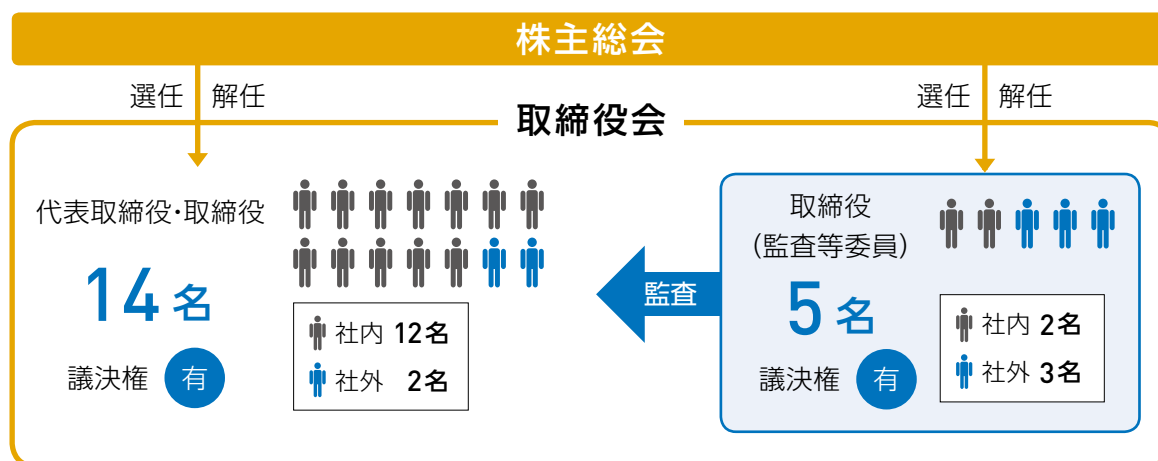 株主総会
選任 解任
選任 解任
取締役会
代表取締役・取締役
14名
議決権 有
社内 12名
社外 2名
監査
取締役
(監査等委員)
5名
議決権 有
社内 2名
社外 3名